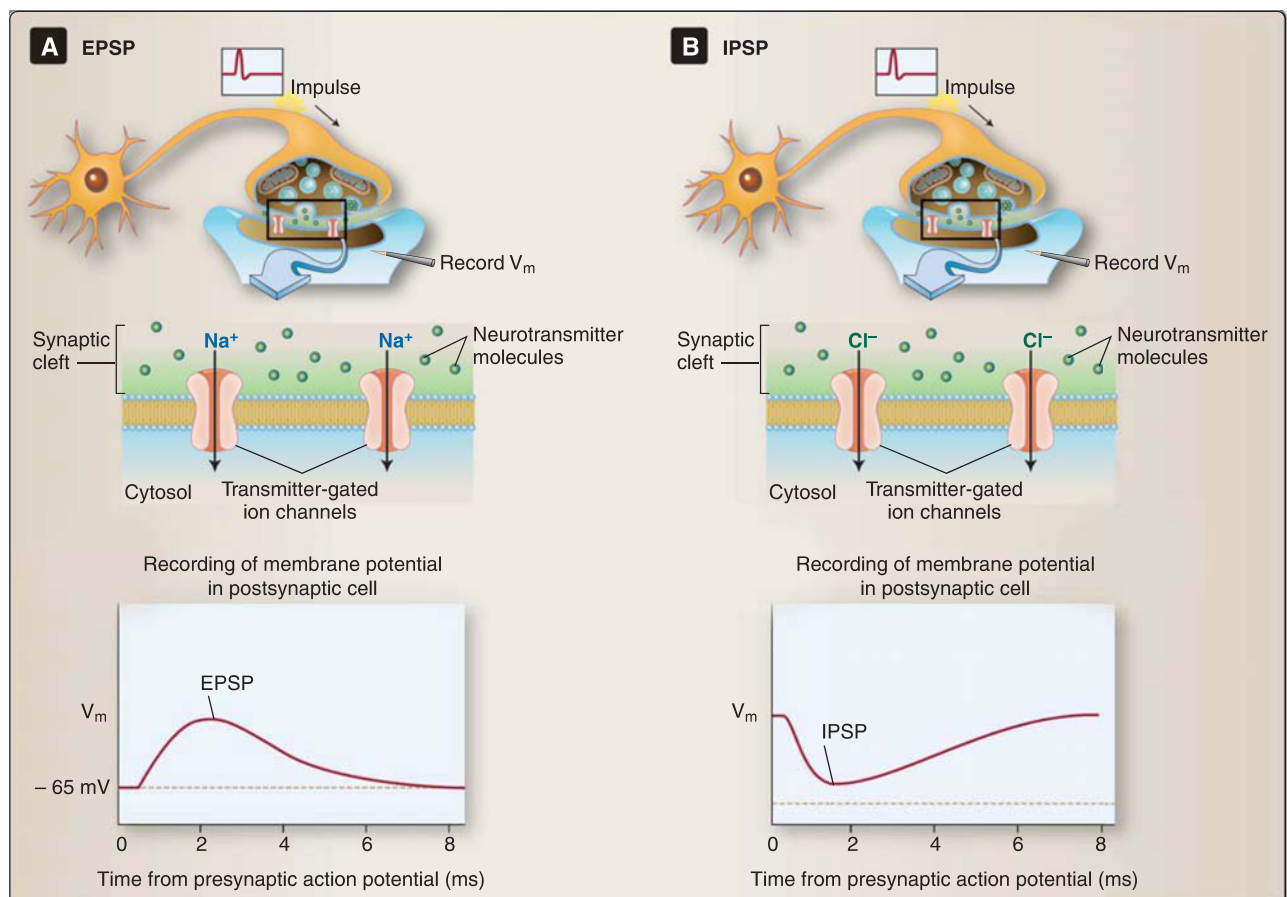 A EPSP
Impulse
Record Vm
Synaptic
cleft
Na⁺
Na⁺
Neurotransmitter
molecules
Cytosol
Transmitter-gated
ion channels
Recording of membrane potential
in postsynaptic cell
EPSP
Vm
– 65 mV
0 2 4 6 8
Time from presynaptic action potential (ms)
B IPSP
Impulse
Record Vm
Synaptic
cleft
Cl⁻
Cl⁻
Neurotransmitter
molecules
Cytosol
Transmitter-gated
ion channels
Recording of membrane potential
in postsynaptic cell
Vm
IPSP
0 2 4 6 8
Time from presynaptic action potential (ms)